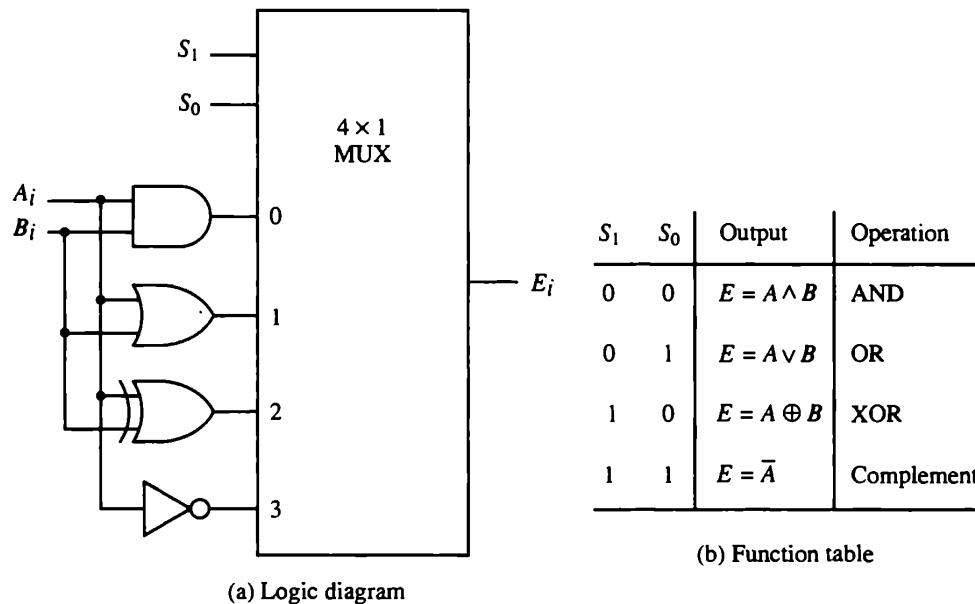 S₁
S₀
4 × 1
MUX
Aᵢ
Bᵢ
0
1
2
3
Eᵢ
(a) Logic diagram
S₁ S₀ Output Operation
0 0 E = A ∧ B AND
0 1 E = A ∨ B OR
1 0 E = A ⊕ B XOR
1 1 E = A̅ Complement
(b) Function table